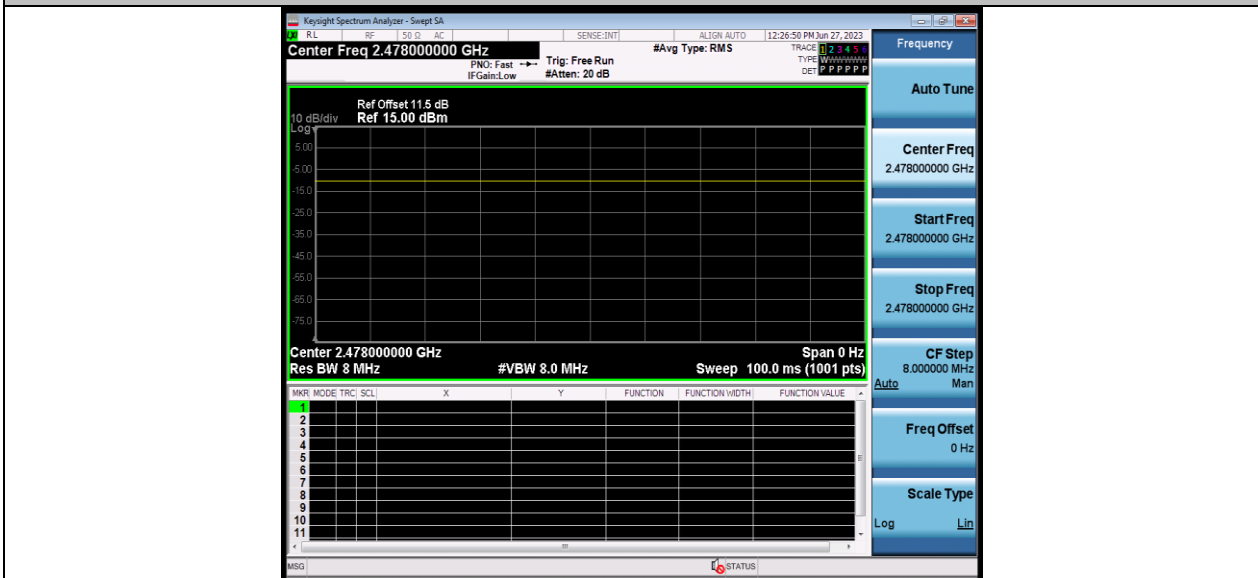 Keysight Spectrum Analyzer - Swept SA
RL RF 50 Ω AC SENSE:INT ALIGN AUTO 12:26:50 PM Jun 27, 2023
Center Freq 2.478000000 GHz #Avg Type: RMS TRACE 1 2 3 4 5 6
PNO: Fast Trig: Free Run TYPE WWWWWW
IFGain:Low #Atten: 20 dB DET P P P P P P
Frequency
Auto Tune
Center Freq
2.478000000 GHz
Start Freq
2.478000000 GHz
Stop Freq
2.478000000 GHz
CF Step
8.000000 MHz
Auto Man
Freq Offset
0 Hz
Scale Type
Log Lin
Ref Offset 11.5 dB
10 dB/div Ref 15.00 dBm
Log
5.00
-5.00
-15.0
-25.0
-35.0
-45.0
-55.0
-65.0
-75.0
Center 2.478000000 GHz Span 0 Hz
Res BW 8 MHz #VBW 8.0 MHz Sweep 100.0 ms (1001 pts)
MKR MODE TRC SCL X Y FUNCTION FUNCTION WIDTH FUNCTION VALUE
1
2
3
4
5
6
7
8
9
10
11
MSG STATUS